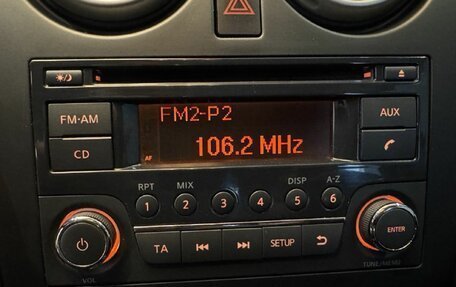 FM2-P2
FM•AM
AUX
106.2 MHz
CD
AF
RPT MIX DISP A-Z
1 2 3 4 5 6
TA SETUP ENTER
VOL TUNE/MENU